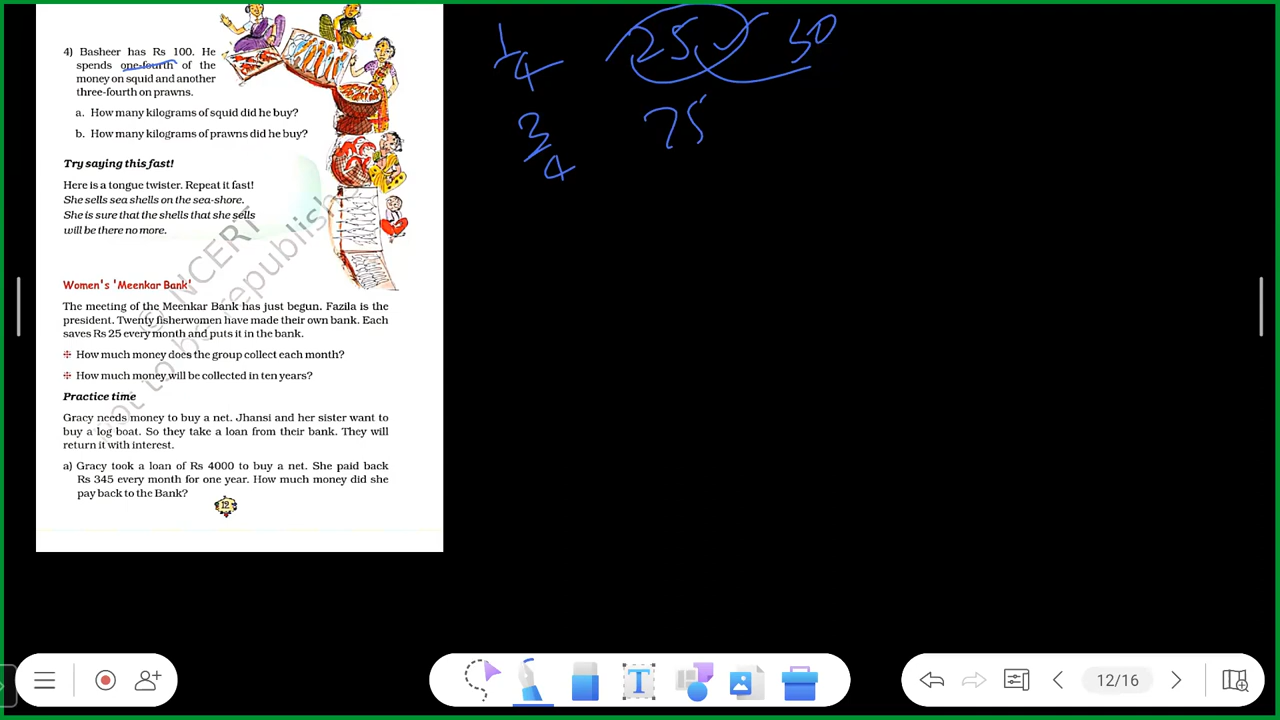 4) Basheer has Rs 100. He
spends one-fourth of the
money on squid and another
three-fourth on prawns.
a. How many kilograms of squid did he buy?
b. How many kilograms of prawns did he buy?
Try saying this fast!
Here is a tongue twister. Repeat it fast!
She sells sea shells on the sea-shore.
She is sure that the shells that she sells
will be there no more.
Women's 'Meenkar Bank'
The meeting of the Meenkar Bank has just begun. Fazila is the
president. Twenty fisherwomen have made their own bank. Each
saves Rs 25 every month and puts it in the bank.
How much money does the group collect each month?
How much money will be collected in ten years?
Practice time
Gracy needs money to buy a net. Jhansi and her sister want to
buy a log boat. So they take a loan from their bank. They will
return it with interest.
a) Gracy took a loan of Rs 4000 to buy a net. She paid back
Rs 345 every month for one year. How much money did she
pay back to the Bank?
12
© NCERT
not to be republish
1/4 25 50
3/4 75
T
12/16